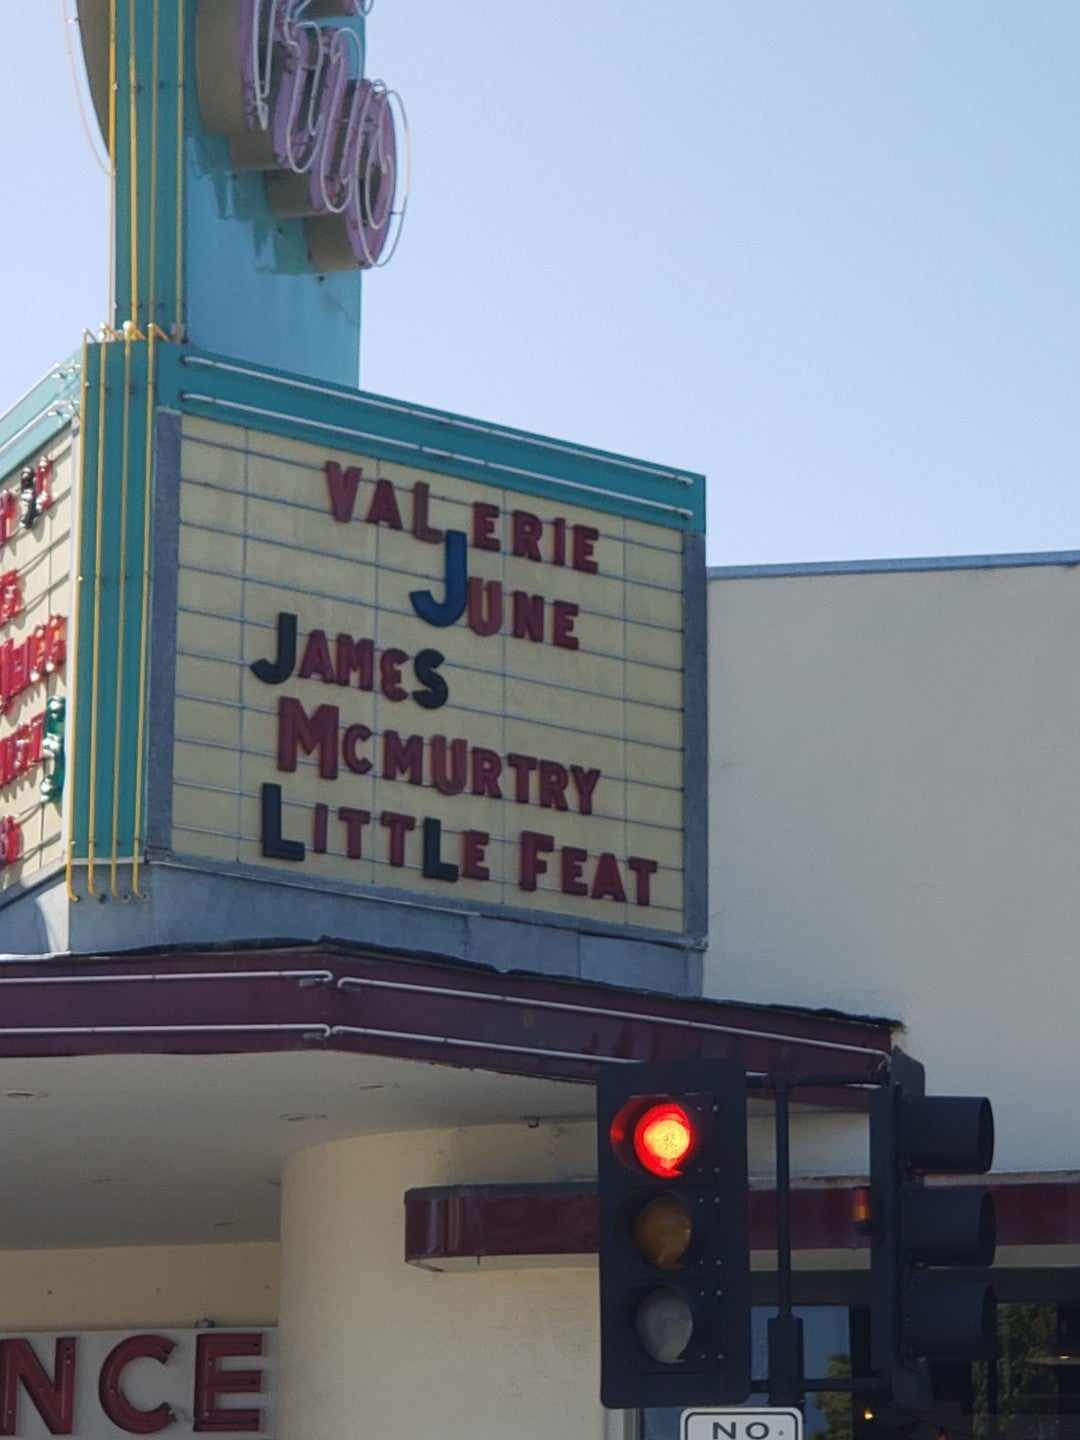 VALERIE
JUNE
JAMES
MCMURTRY
LITTLE FEAT
NCE
NO